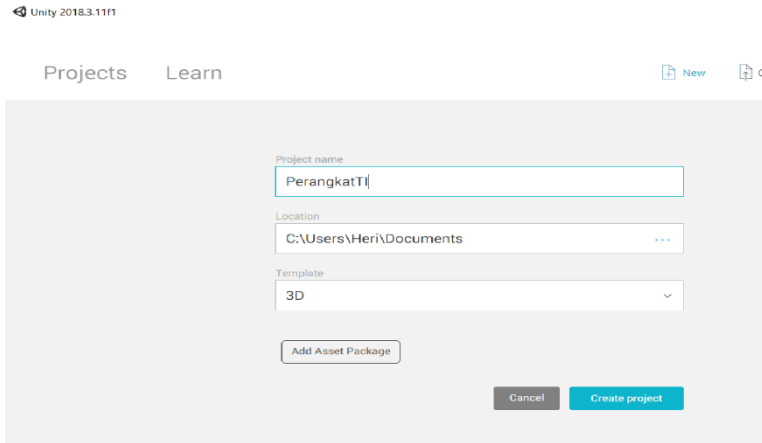 Unity 2018.3.11f1
Projects Learn New
Project name
PerangkatTI
Location
C:\Users\Heri\Documents
Template
3D
Add Asset Package
Cancel Create project